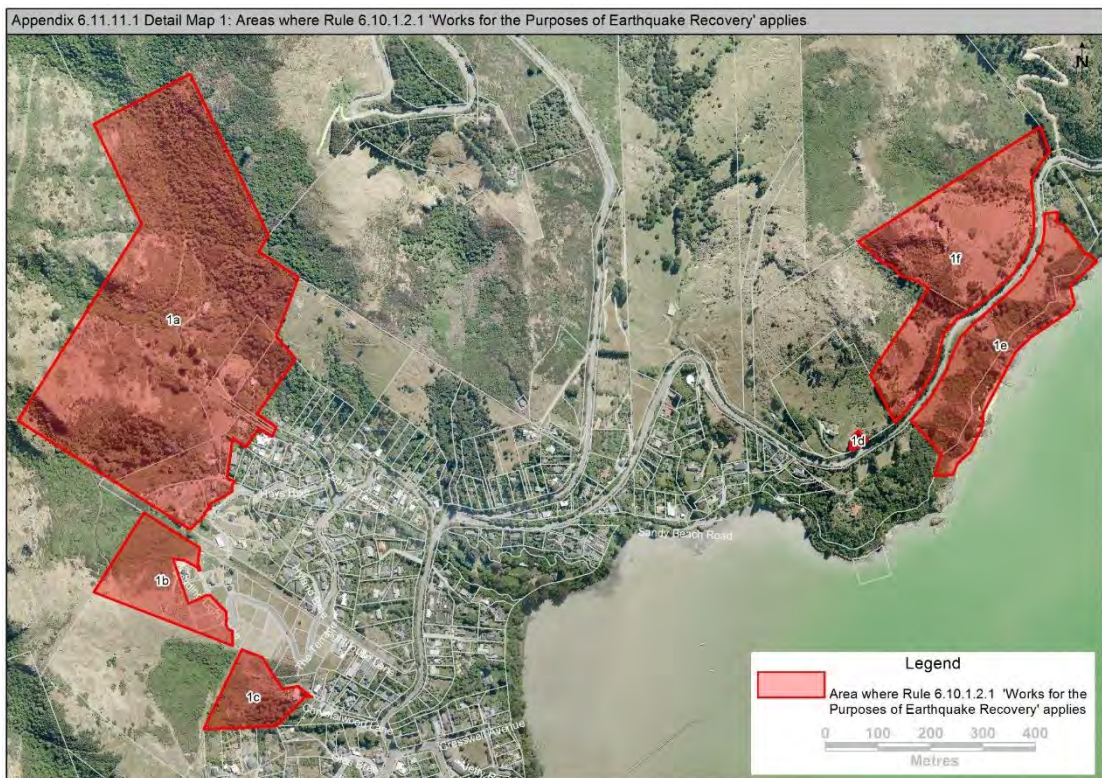 Appendix 6.11.11.1 Detail Map 1: Areas where Rule 6.10.1.2.1 'Works for the Purposes of Earthquake Recovery' applies
N
1f
1a
1e
1d
Sandy Beach Road
1b
1c
Cresswell Avenue
Legend
Area where Rule 6.10.1.2.1 'Works for the
Purposes of Earthquake Recovery' applies
0 100 200 300 400
Metres